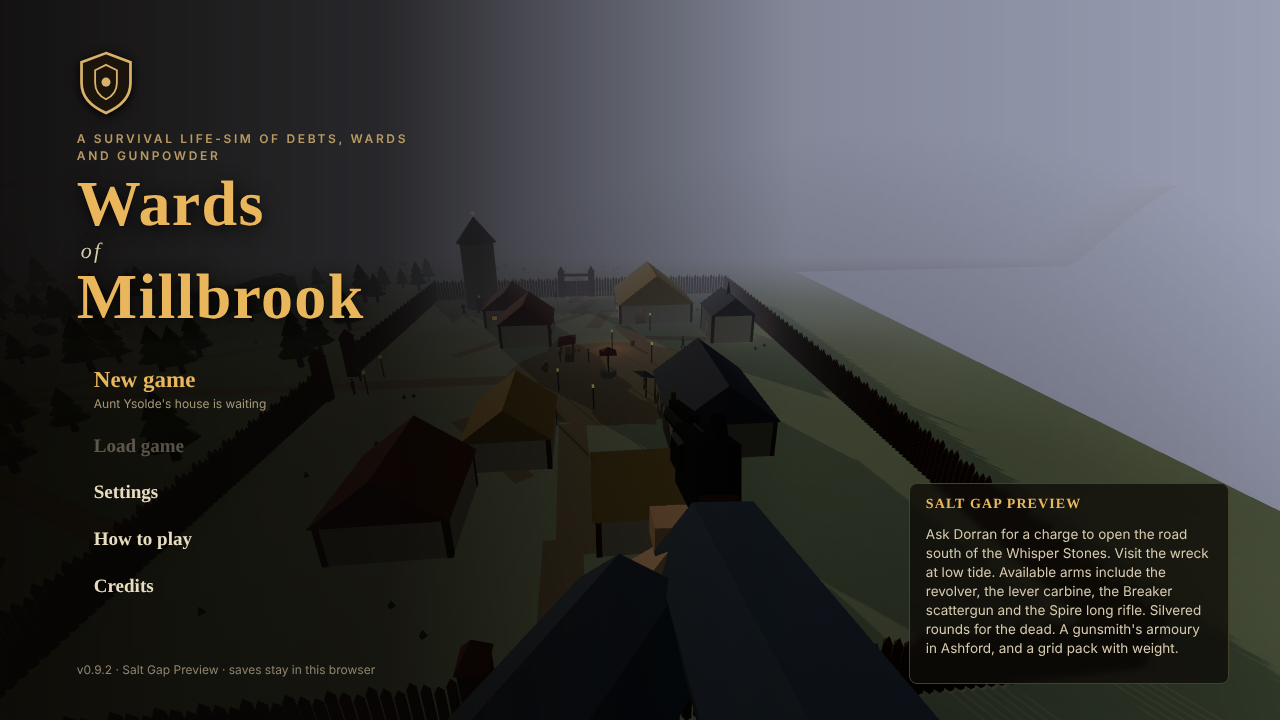 A SURVIVAL LIFE-SIM OF DEBTS, WARDS
AND GUNPOWDER
Wards
of
Millbrook
New game
Aunt Ysolde's house is waiting
Load game
Settings
How to play
Credits
v0.9.2 · Salt Gap Preview · saves stay in this browser
SALT GAP PREVIEW
Ask Dorran for a charge to open the road
south of the Whisper Stones. Visit the wreck
at low tide. Available arms include the
revolver, the lever carbine, the Breaker
scattergun and the Spire long rifle. Silvered
rounds for the dead. A gunsmith's armoury
in Ashford, and a grid pack with weight.